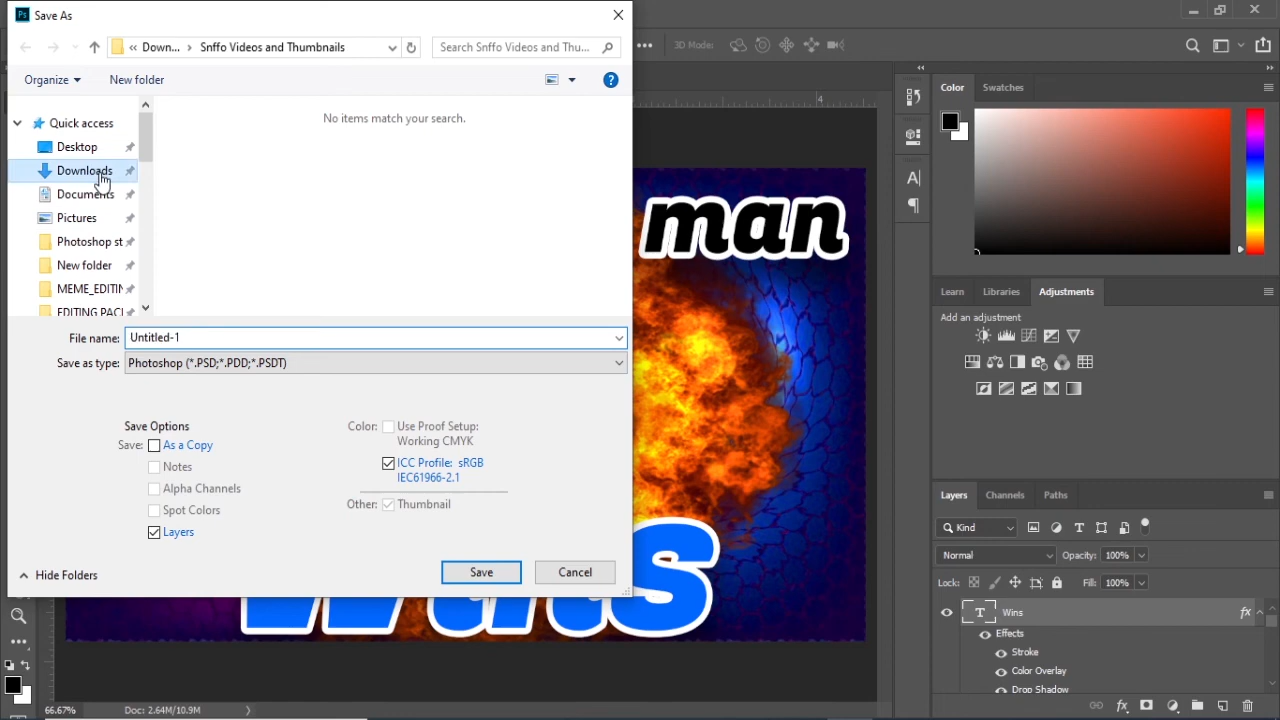 Save As
Down... > Snffo Videos and Thumbnails
Search Snffo Videos and Thu...
3D Mode:
Organize
New folder
No items match your search.
4
Color
Swatches
Quick access
Desktop
Downloads
Documents
Pictures
Photoshop st
New folder
MEME_EDITIN
EDITING PACI
man
Learn
Libraries
Adjustments
Add an adjustment
File name:
Untitled-1
Save as type:
Photoshop (*.PSD;*.PDD;*.PSDT)
Save Options
Save:
As a Copy
Notes
Alpha Channels
Spot Colors
Layers
Color:
Use Proof Setup:
Working CMYK
ICC Profile: sRGB
IEC61966-2.1
Other:
Thumbnail
Hide Folders
Save
Cancel
Layers
Channels
Paths
Kind
Normal
Opacity: 100%
Lock:
Fill: 100%
T
Wins
fx
Effects
Stroke
Color Overlay
Drop Shadow
66.67%
Doc: 2.64M/10.9M